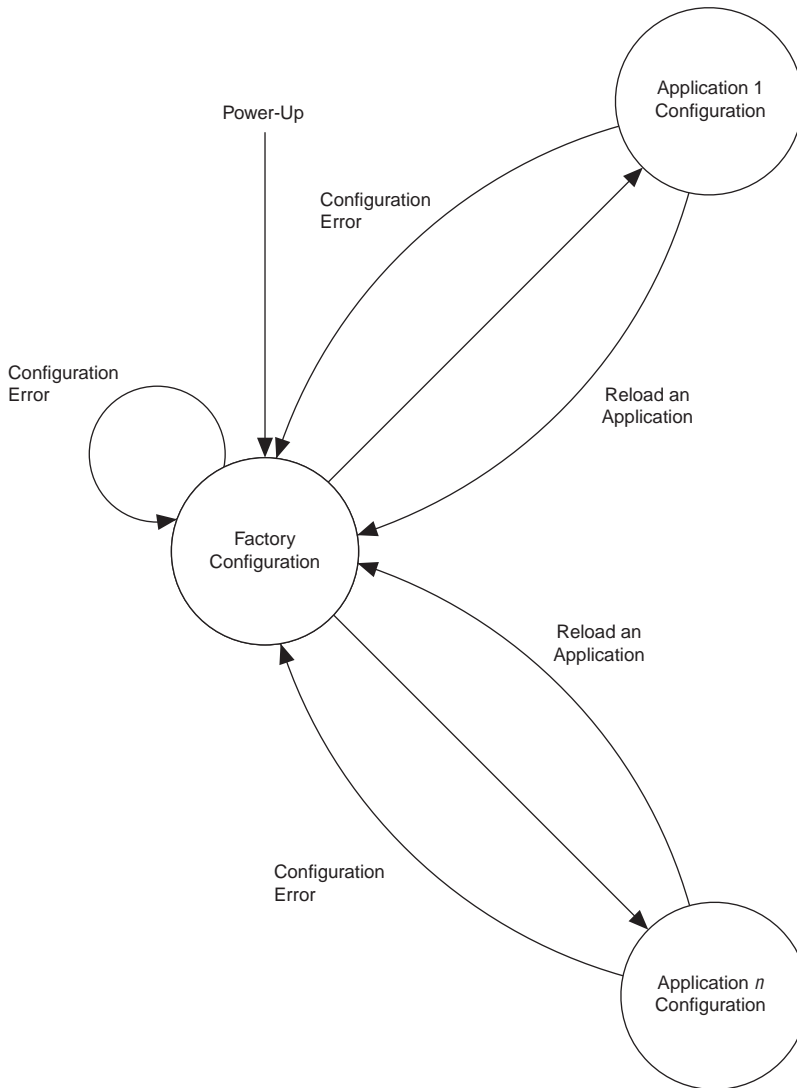 Application 1
Configuration
Power-Up
Configuration
Error
Configuration
Error
Reload an
Application
Factory
Configuration
Reload an
Application
Configuration
Error
Application n
Configuration